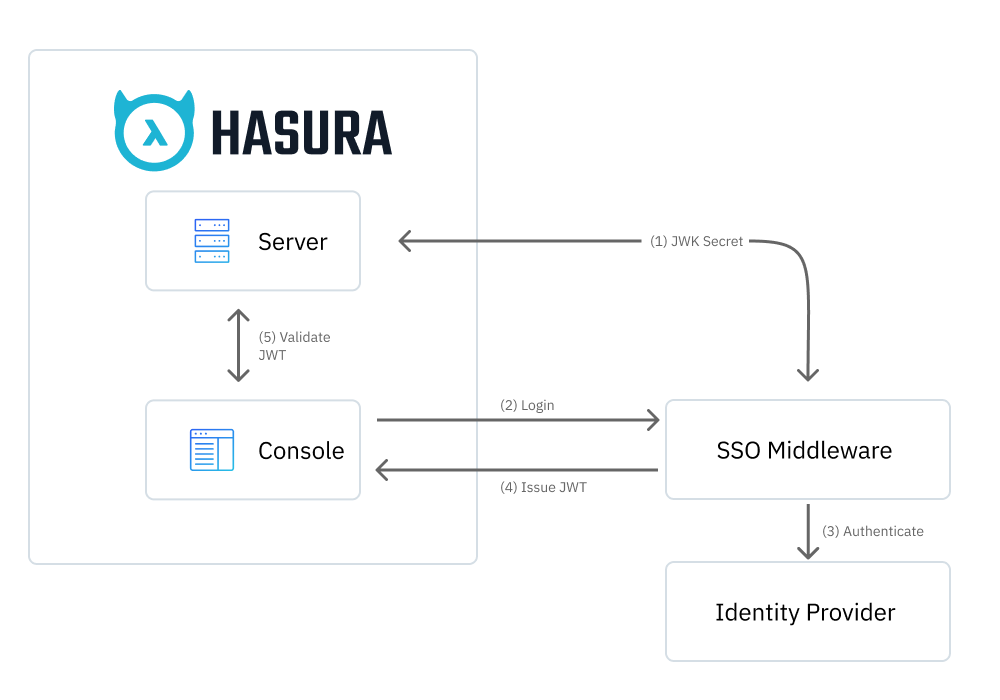 HASURA
Server
(1) JWK Secret
(5) Validate
JWT
(2) Login
Console
SSO Middleware
(4) Issue JWT
(3) Authenticate
Identity Provider